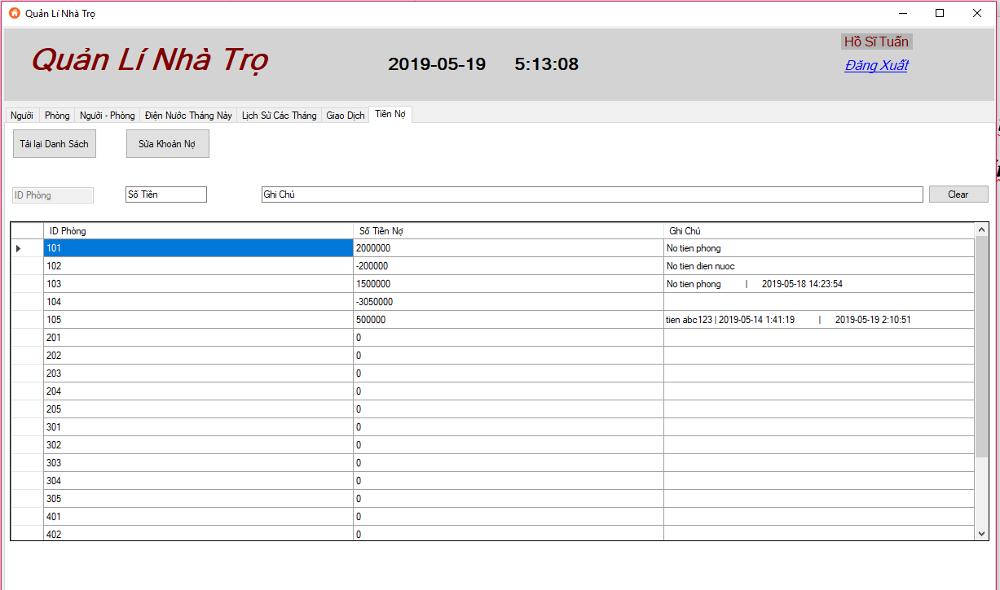 Quản Lí Nhà Trọ
Quản Lí Nhà Trọ
2019-05-19 5:13:08
Hồ Sĩ Tuấn
Đăng Xuất
Người Phòng Người - Phòng Điện Nước Tháng Này Lịch Sử Các Tháng Giao Dịch Tiền Nợ
Tải lại Danh Sách Sửa Khoản Nợ
ID Phòng Số Tiền Ghi Chú Clear
ID Phòng Số Tiền Nợ Ghi Chú
101 2000000 No tien phong
102 -200000 No tien dien nuoc
103 1500000 No tien phong | 2019-05-18 14:23:54
104 -3050000
105 500000 tien abc123 | 2019-05-14 1:41:19 | 2019-05-19 2:10:51
201 0
202 0
203 0
204 0
205 0
301 0
302 0
303 0
304 0
305 0
401 0
402 0